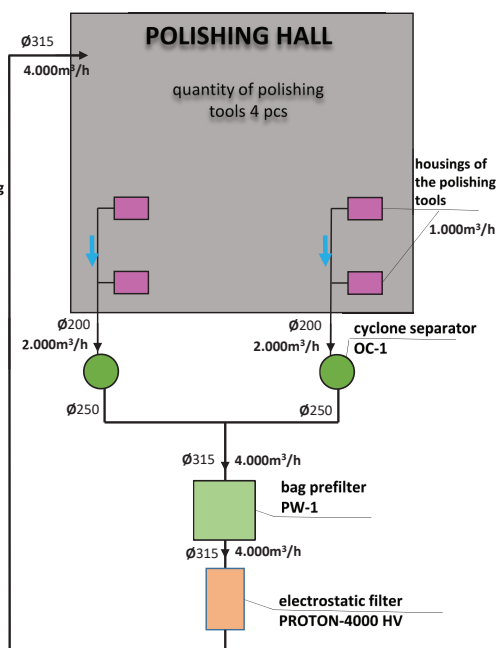 POLISHING HALL
Ø315
4.000m³/h
quantity of polishing
tools 4 pcs
housings of
the polishing
tools
1.000m³/h
g
Ø200
2.000m³/h
Ø200
2.000m³/h
cyclone separator
OC-1
Ø250
Ø250
Ø315 4.000m³/h
bag prefilter
PW-1
Ø315 4.000m³/h
electrostatic filter
PROTON-4000 HV